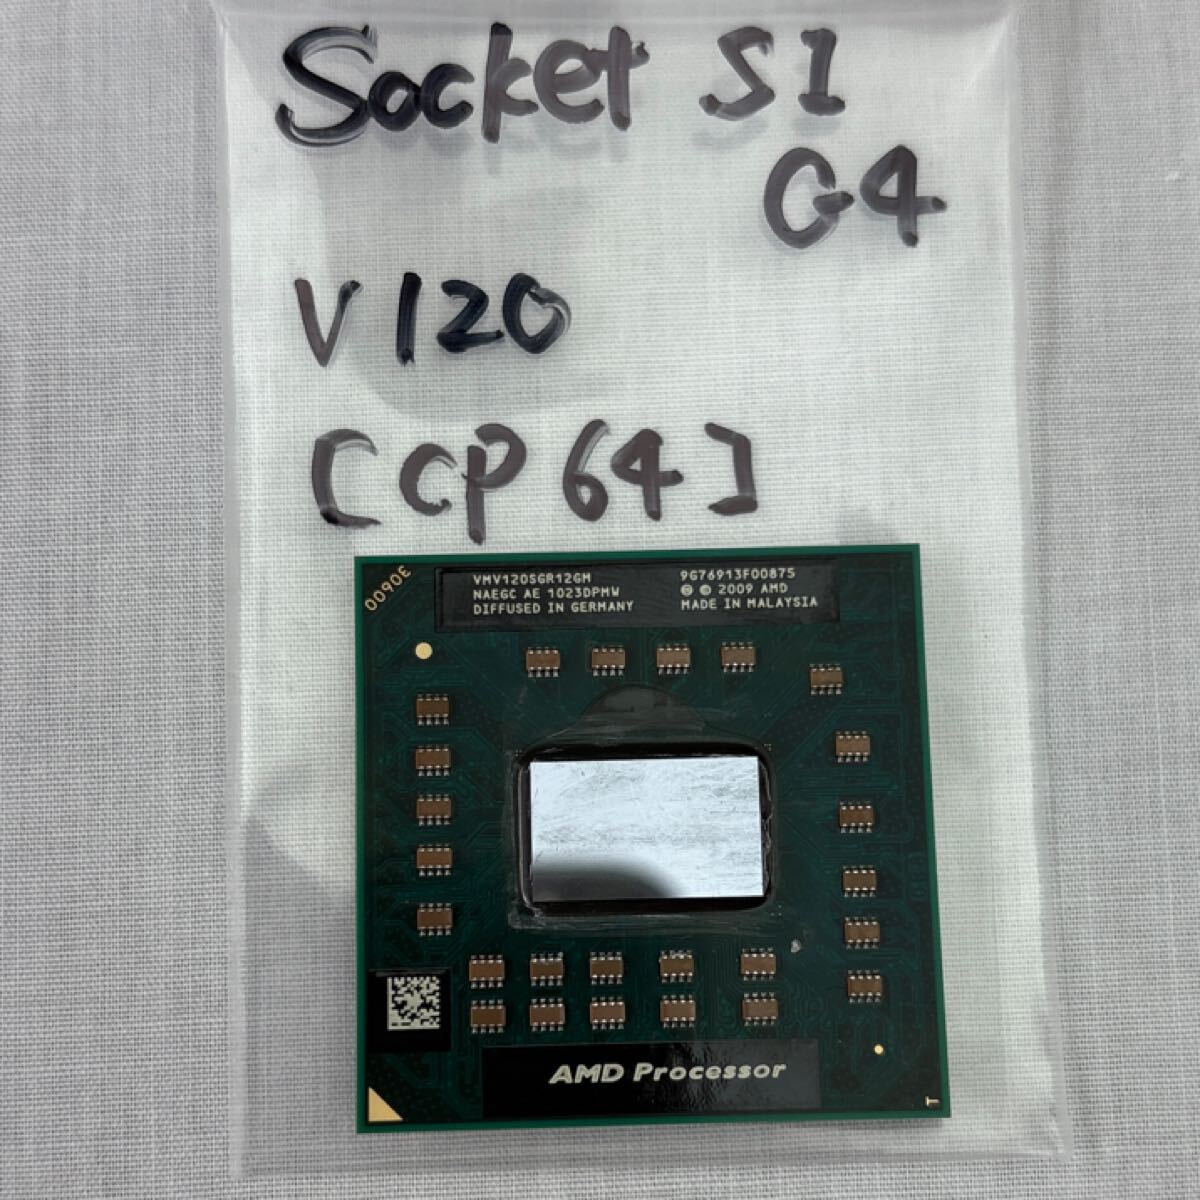 Socket S1
G4
V120
[CP64]
30600
VMV120SGR12GM
NAEGC AE 1023DPMW
DIFFUSED IN GERMANY
9G76913F00875
Ⓜ © 2009 AMD
MADE IN MALAYSIA
AMD Processor